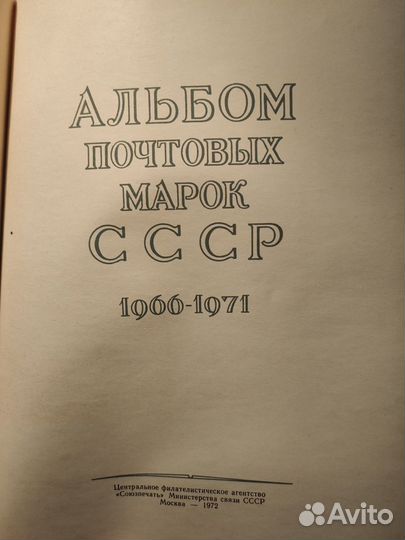 АЛЬБОМ
ПОЧТОВЫХ
МАРОК
СССР
1966-1971
Центральное филателистическое агентство
«Союзпечать» Министерства связи СССР
Москва — 1972
Avito